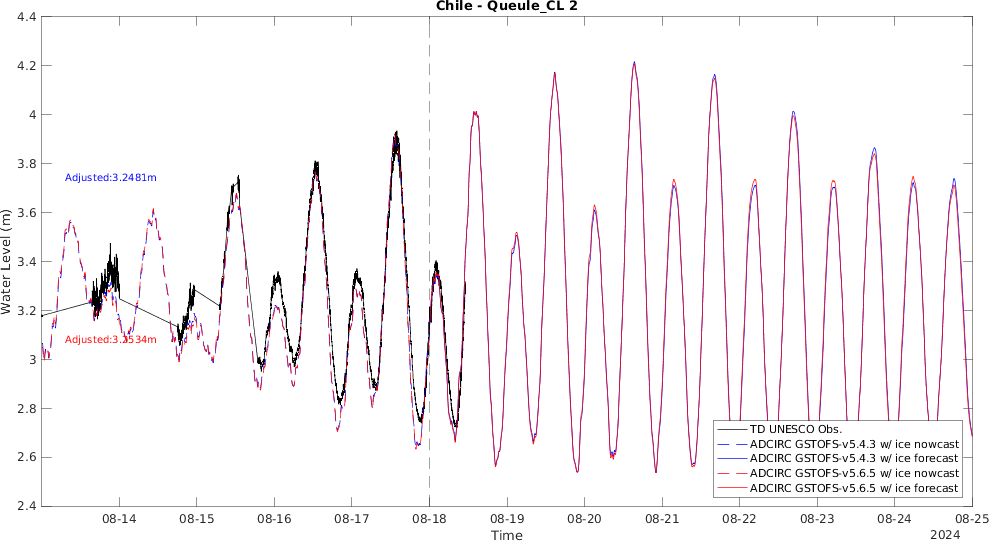 Chile - Queule_CL 2
4.4
4.2
4
3.8
3.6
3.4
3.2
3
2.8
2.6
2.4
Water Level (m)
Adjusted:3.2481m
Adjusted:3.2534m
TD UNESCO Obs.
ADCIRC GSTOFS-v5.4.3 w/ ice nowcast
ADCIRC GSTOFS-v5.4.3 w/ ice forecast
ADCIRC GSTOFS-v5.6.5 w/ ice nowcast
ADCIRC GSTOFS-v5.6.5 w/ ice forecast
08-14 08-15 08-16 08-17 08-18 08-19 08-20 08-21 08-22 08-23 08-24 08-25
Time
2024